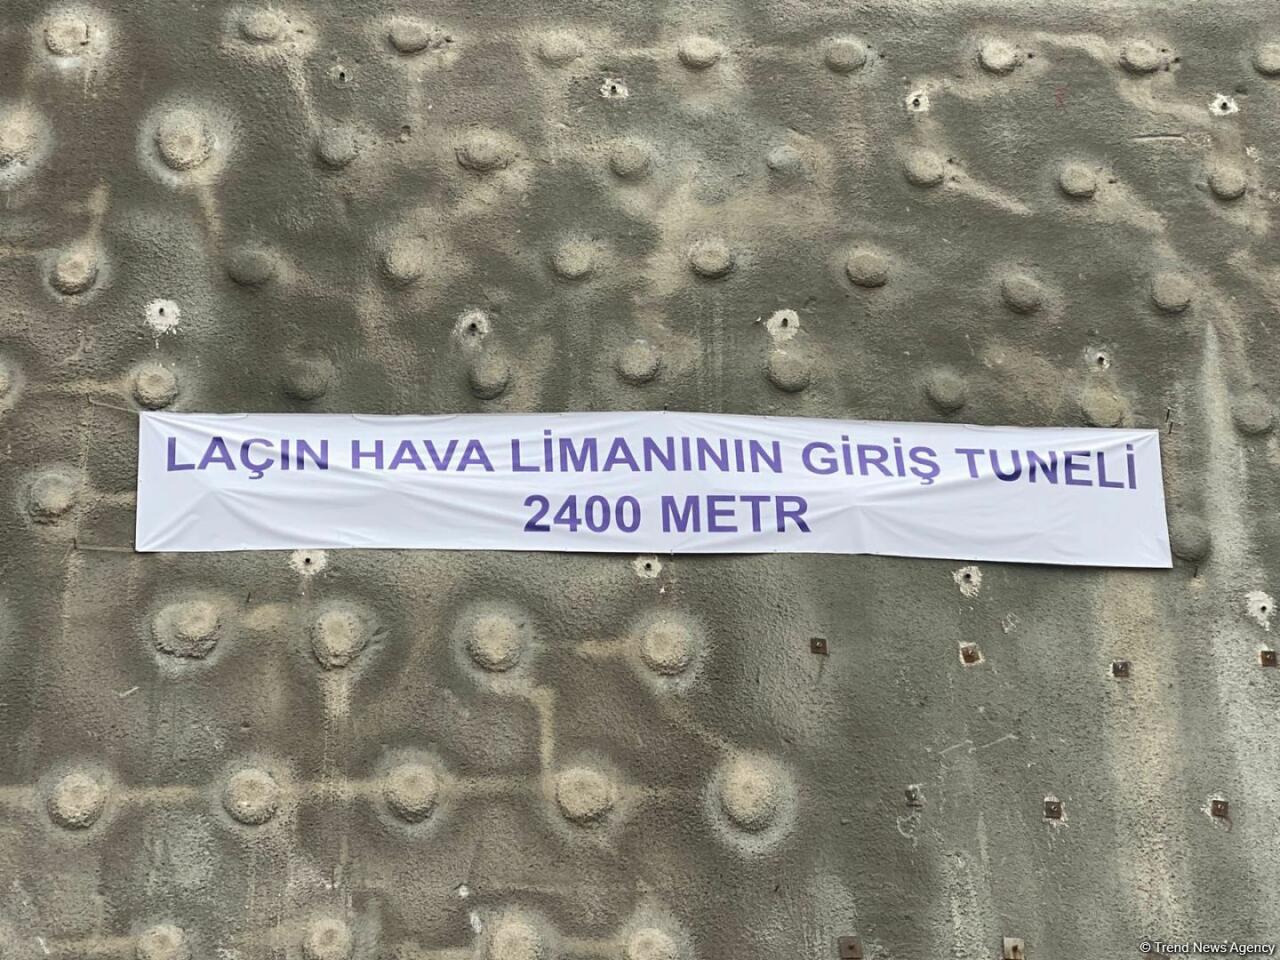 LAÇIN HAVA LİMANININ GİRİŞ TUNELİ
2400 METR
© Trend News Agency